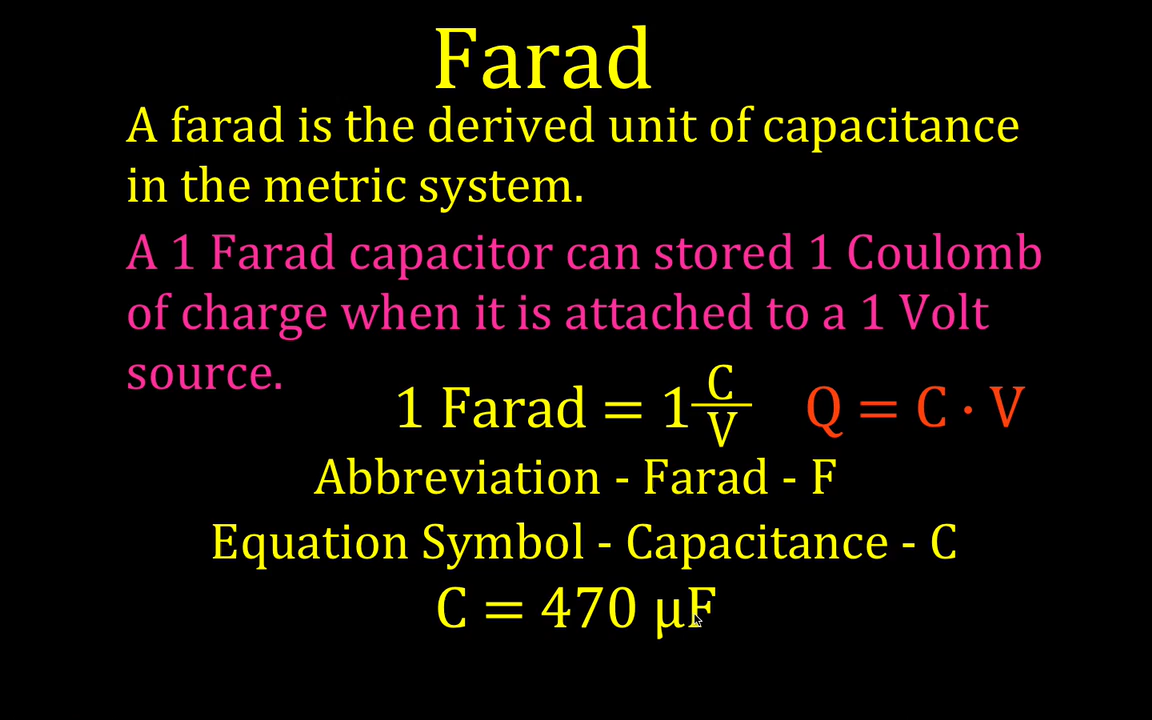 Farad
A farad is the derived unit of capacitance
in the metric system.
A 1 Farad capacitor can stored 1 Coulomb
of charge when it is attached to a 1 Volt
source.
1 Farad = 1 C/V
Q = C · V
Abbreviation - Farad - F
Equation Symbol - Capacitance - C
C = 470 μF